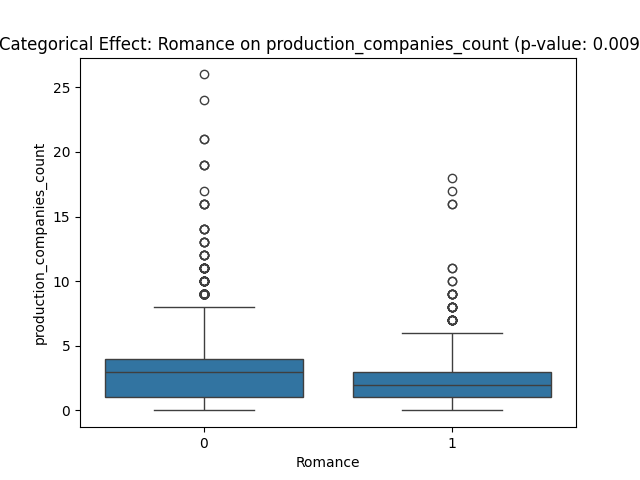 Categorical Effect: Romance on production_companies_count (p-value: 0.009
production_companies_count
25
20
15
10
5
0
0 1
Romance